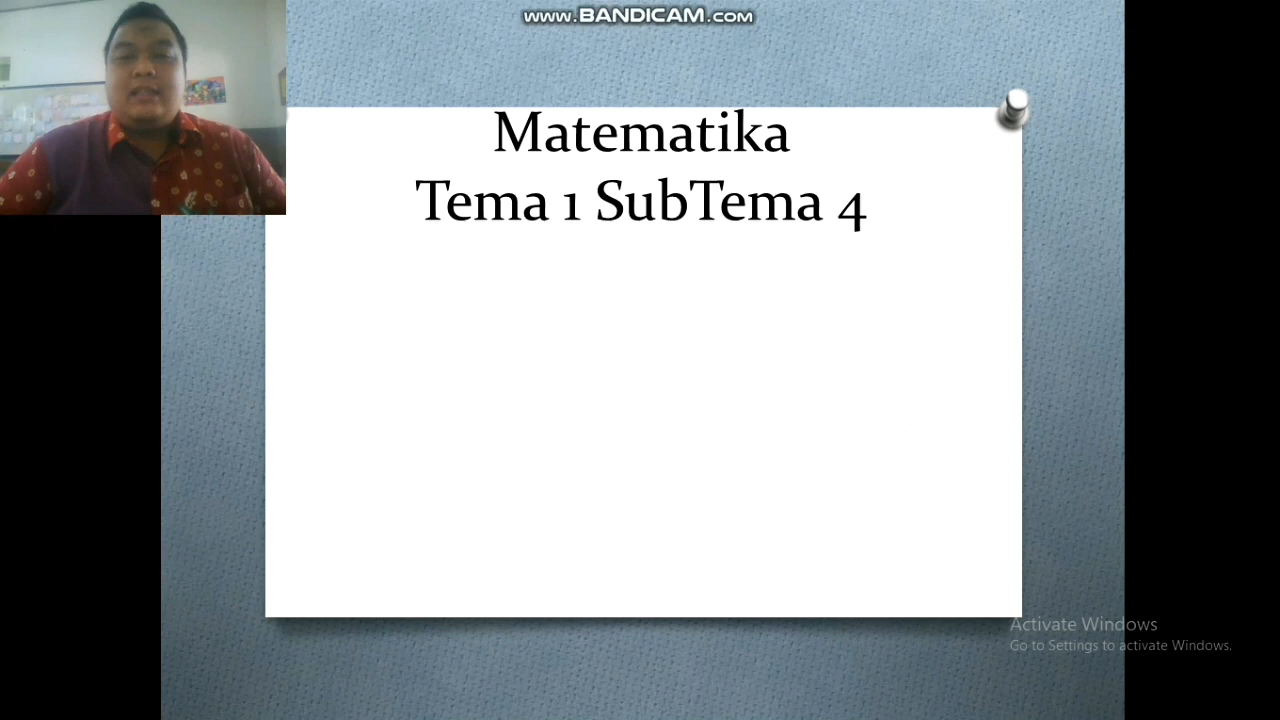 www.BANDICAM.com
Matematika
Tema 1 SubTema 4
Activate Windows
Go to Settings to activate Windows.